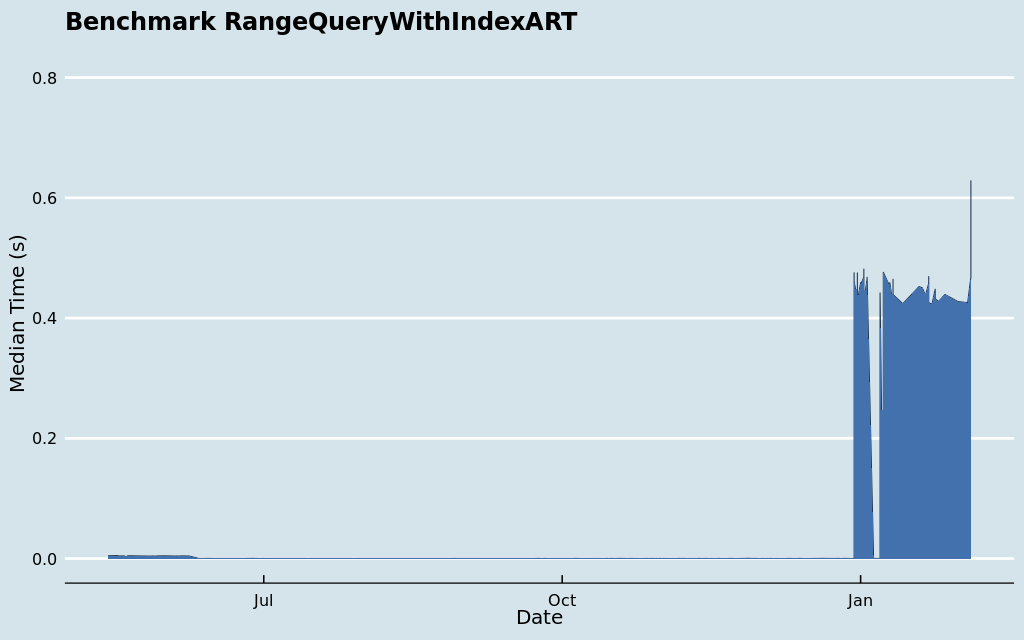 Benchmark RangeQueryWithIndexART
0.8
0.6
0.4
0.2
0.0
Median Time (s)
Jul
Oct
Jan
Date